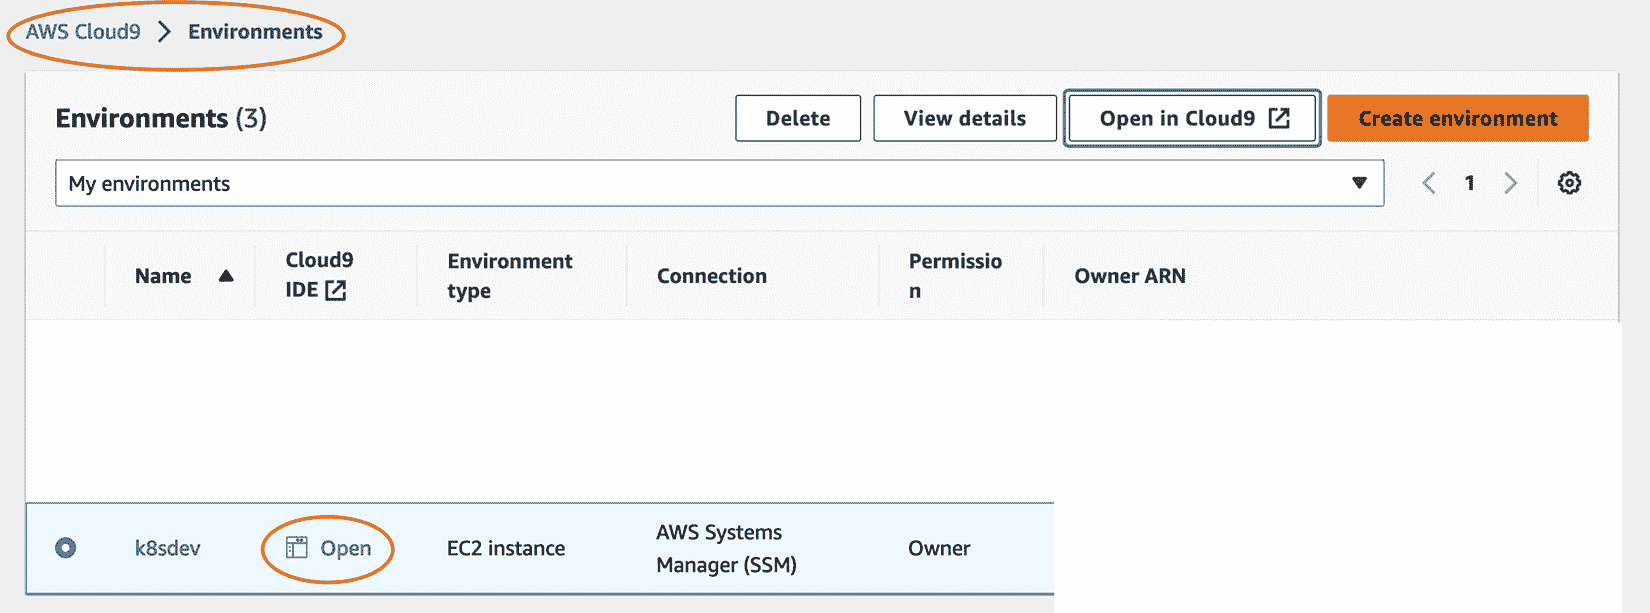 AWS Cloud9 > Environments
Environments (3)
Delete
View details
Open in Cloud9
Create environment
My environments
1
Name
Cloud9
IDE
Environment
type
Connection
Permissio
n
Owner ARN
k8sdev
Open
EC2 instance
AWS Systems
Manager (SSM)
Owner